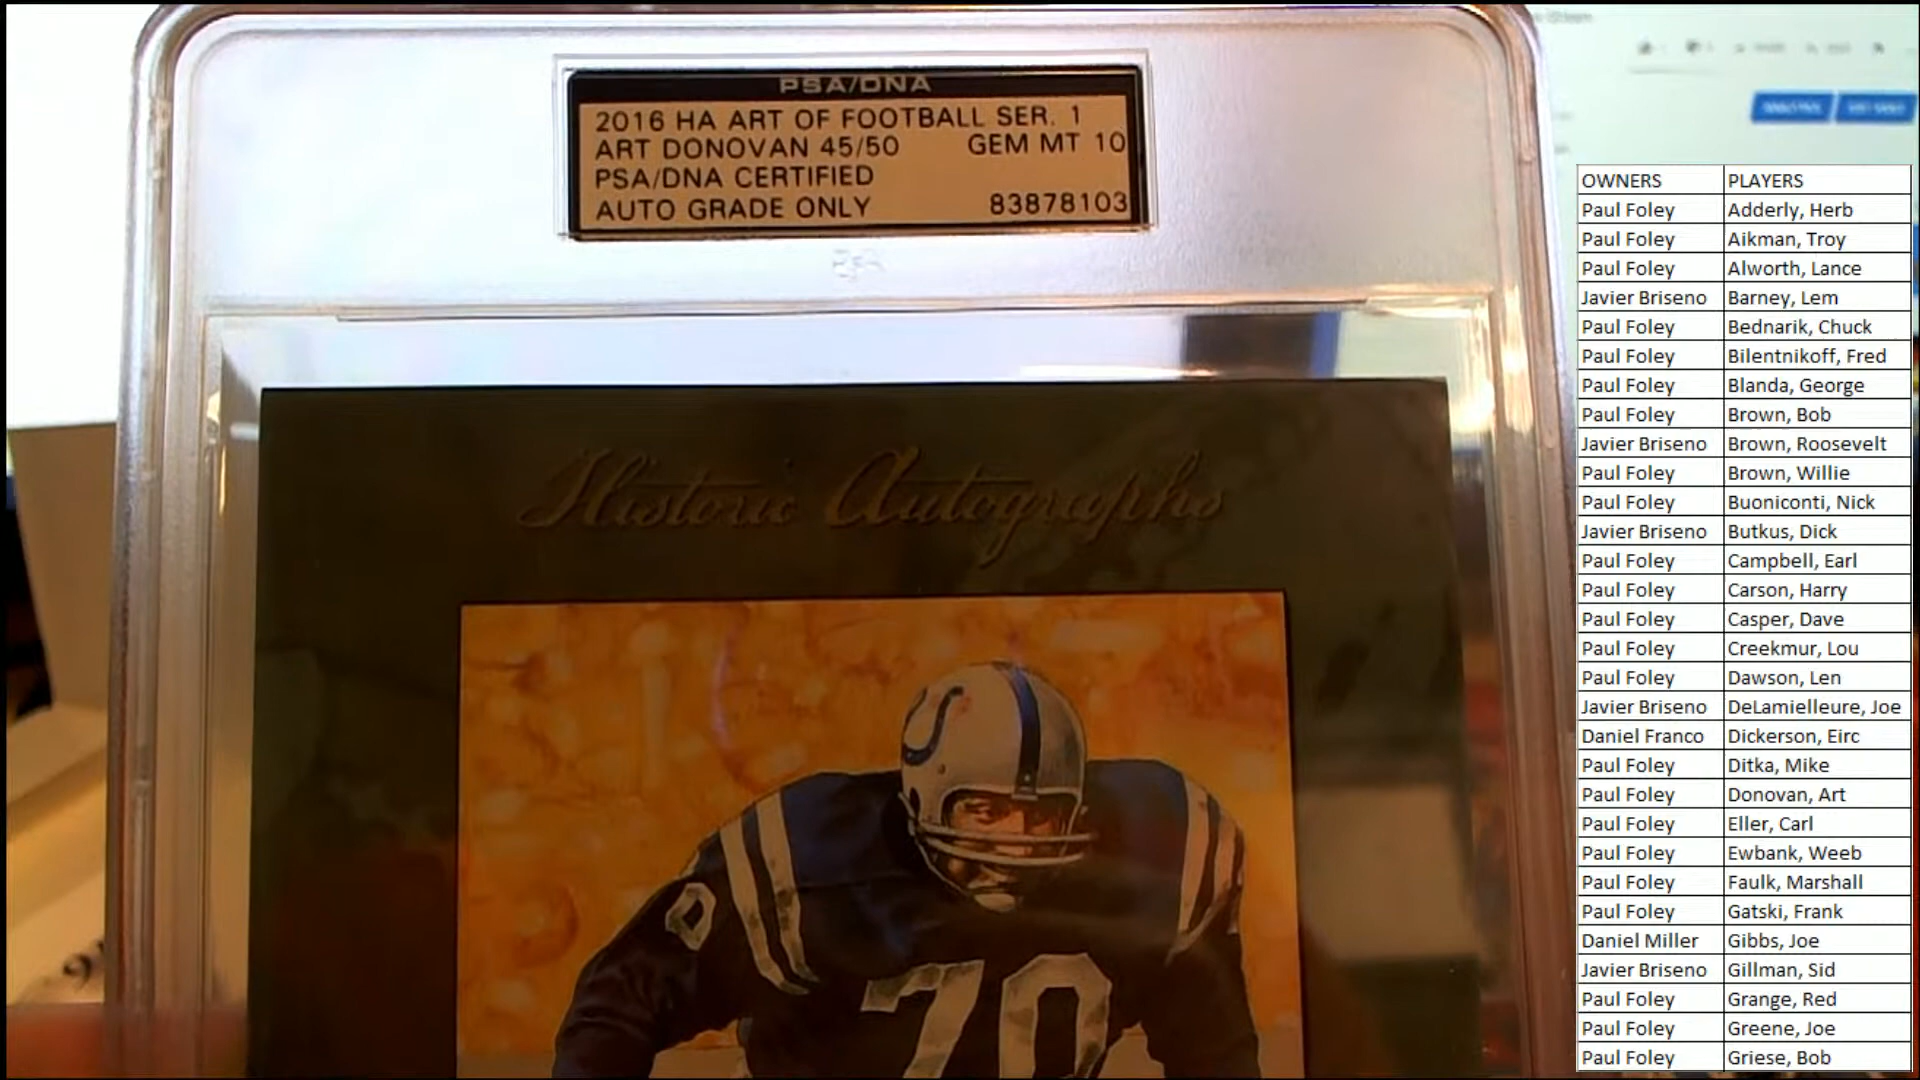 PSA/DNA
2016 HA ART OF FOOTBALL SER. 1
ART DONOVAN 45/50 GEM MT 10
PSA/DNA CERTIFIED
AUTO GRADE ONLY 83878103
Historic Autographs
70
0
OWNERS PLAYERS
Paul Foley Adderly, Herb
Paul Foley Aikman, Troy
Paul Foley Alworth, Lance
Javier Briseno Barney, Lem
Paul Foley Bednarik, Chuck
Paul Foley Bilentnikoff, Fred
Paul Foley Blanda, George
Paul Foley Brown, Bob
Javier Briseno Brown, Roosevelt
Paul Foley Brown, Willie
Paul Foley Buoniconti, Nick
Javier Briseno Butkus, Dick
Paul Foley Campbell, Earl
Paul Foley Carson, Harry
Paul Foley Casper, Dave
Paul Foley Creekmur, Lou
Paul Foley Dawson, Len
Javier Briseno DeLamielleure, Joe
Daniel Franco Dickerson, Eirc
Paul Foley Ditka, Mike
Paul Foley Donovan, Art
Paul Foley Eller, Carl
Paul Foley Ewbank, Weeb
Paul Foley Faulk, Marshall
Paul Foley Gatski, Frank
Daniel Miller Gibbs, Joe
Javier Briseno Gillman, Sid
Paul Foley Grange, Red
Paul Foley Greene, Joe
Paul Foley Griese, Bob